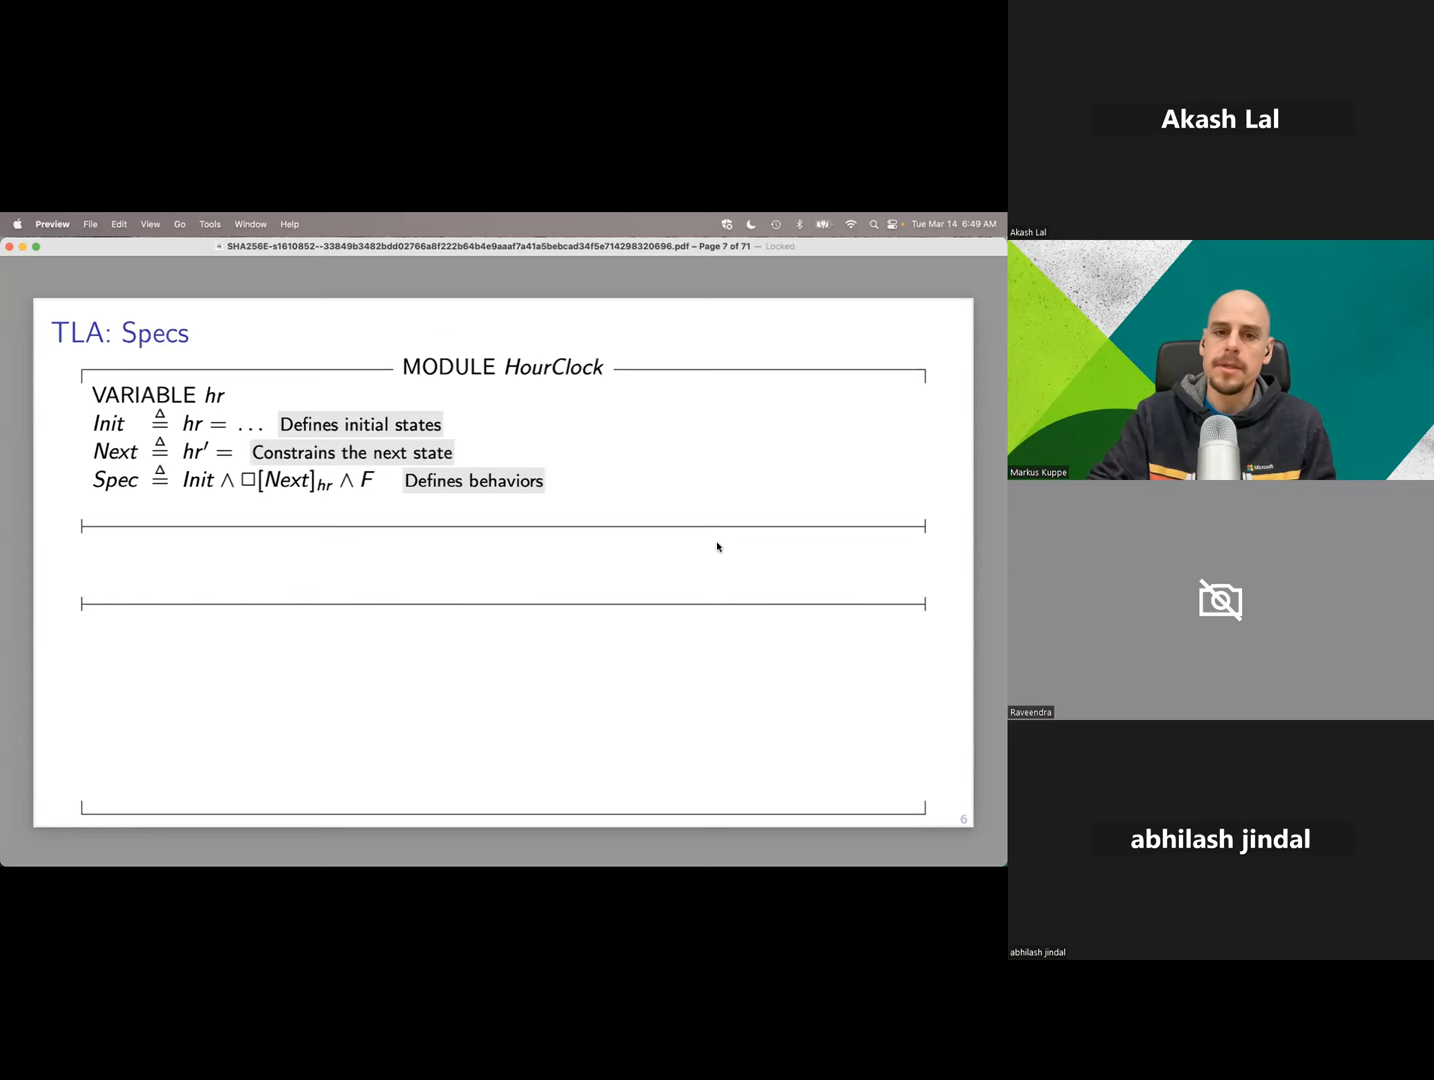 Preview File Edit View Go Tools Window Help Tue Mar 14 6:49 AM
SHA256E-s1610852--33849b3482bdd02766a8f222b64b4e9aaaf7a41a5bebcad34f5e714298320696.pdf – Page 7 of 71 — Locked
TLA: Specs
MODULE HourClock
VARIABLE hr
Init ≜ hr = ... Defines initial states
Next ≜ hr′ = Constrains the next state
Spec ≜ Init ∧ □[Next]hr ∧ F Defines behaviors
6
Akash Lal
Akash Lal
Microsoft
Markus Kuppe
Raveendra
abhilash jindal
abhilash jindal